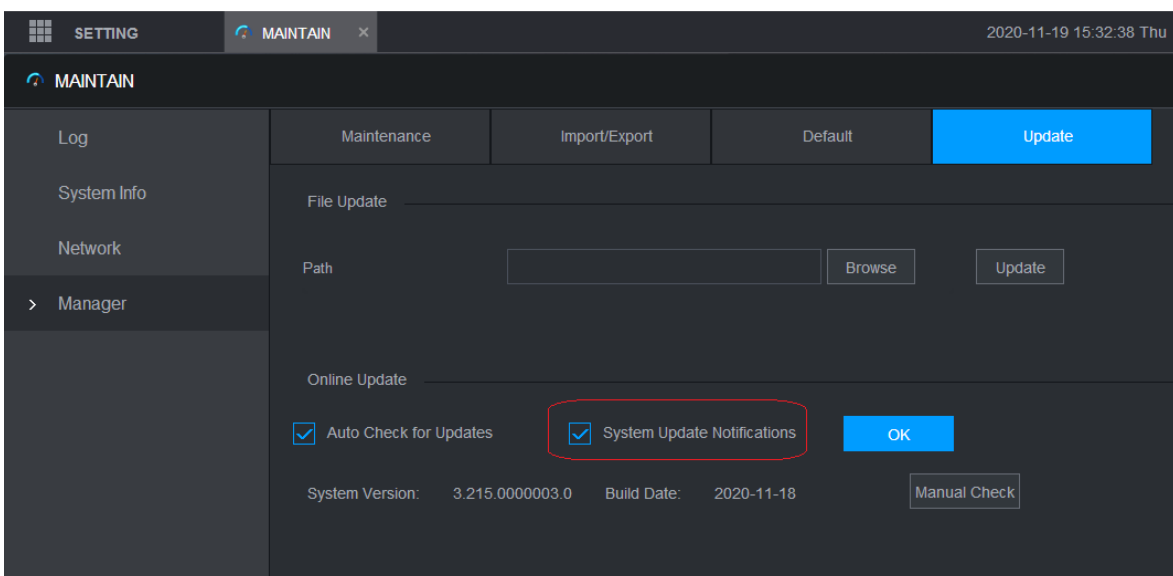 SETTING MAINTAIN × 2020-11-19 15:32:38 Thu
MAINTAIN
Log
System Info
Network
> Manager
Maintenance Import/Export Default Update
File Update
Path Browse Update
Online Update
Auto Check for Updates System Update Notifications OK
System Version: 3.215.0000003.0 Build Date: 2020-11-18 Manual Check